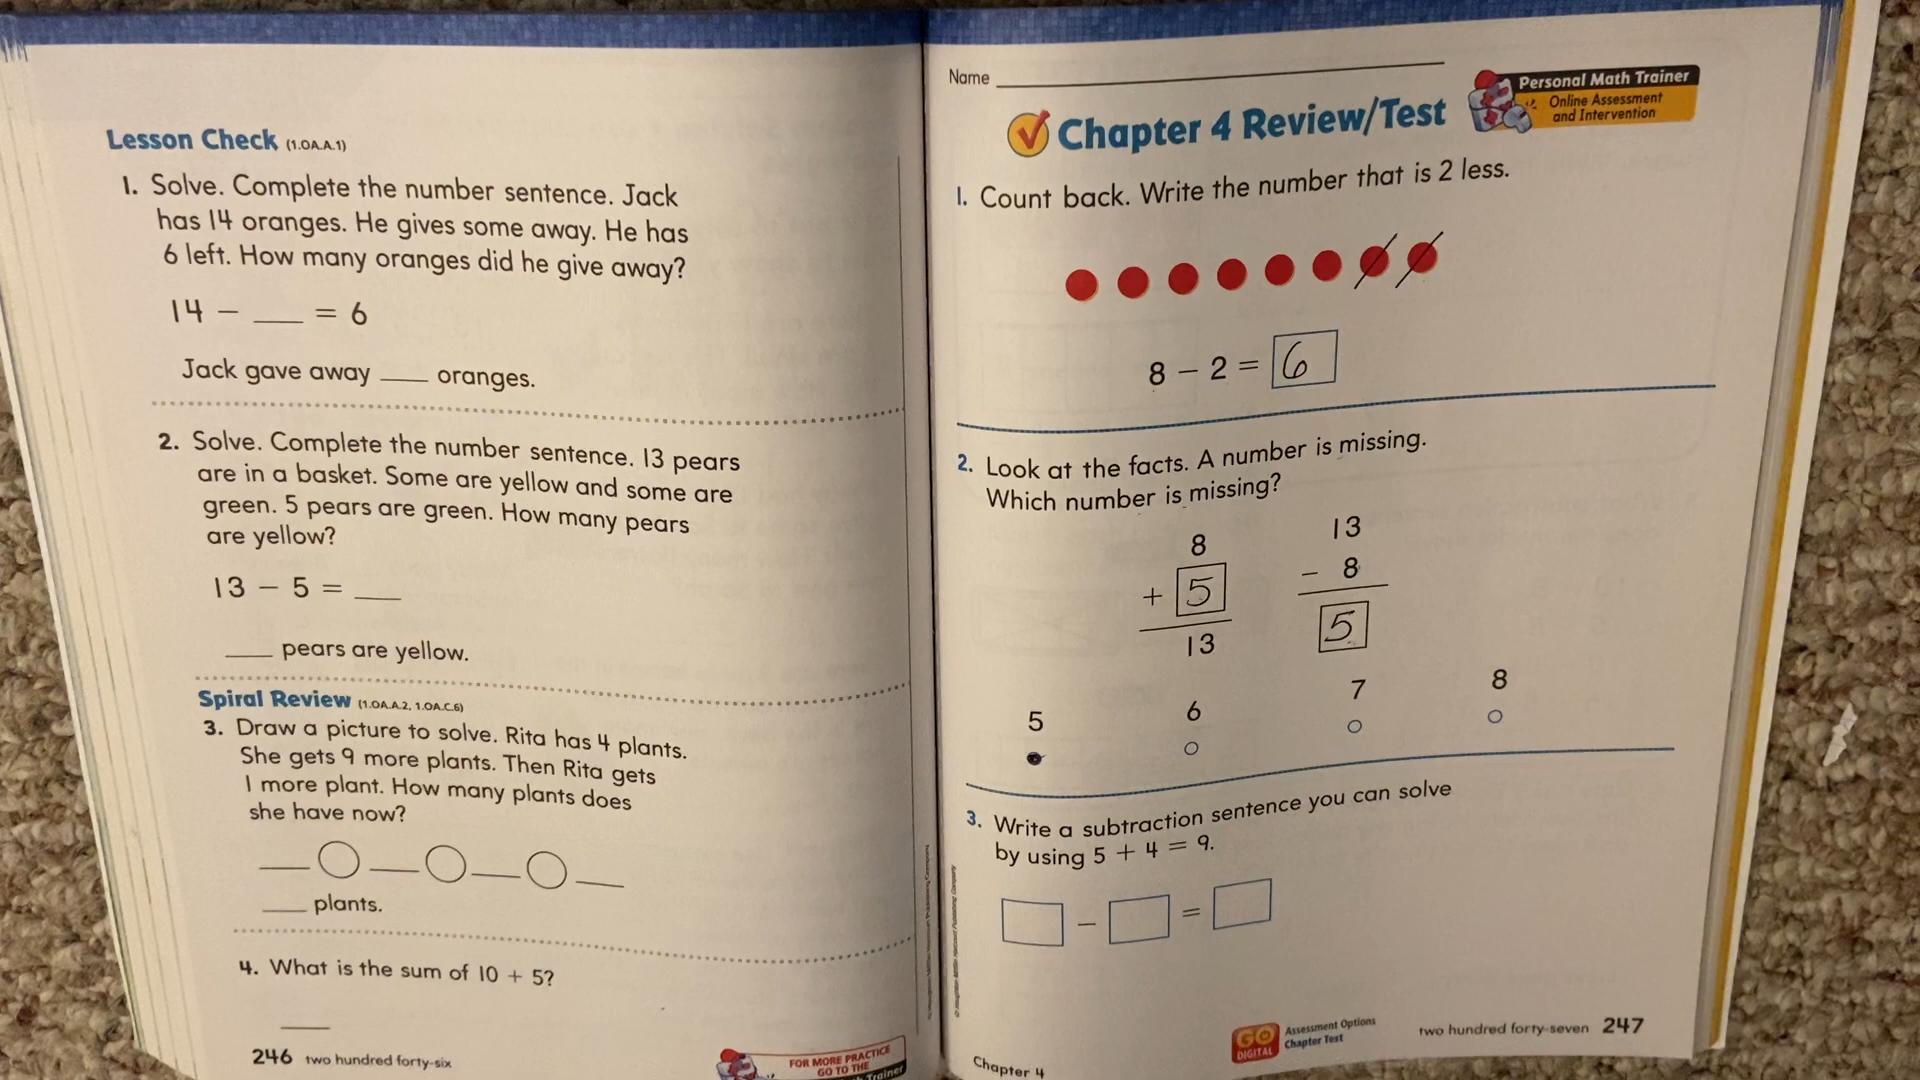 Lesson Check (1.OA.A.1)
1. Solve. Complete the number sentence. Jack
has 14 oranges. He gives some away. He has
6 left. How many oranges did he give away?
14 − ___ = 6
Jack gave away ___ oranges.
2. Solve. Complete the number sentence. 13 pears
are in a basket. Some are yellow and some are
green. 5 pears are green. How many pears
are yellow?
13 − 5 = ___
___ pears are yellow.
Spiral Review (1.OA.A.2, 1.OA.C.6)
3. Draw a picture to solve. Rita has 4 plants.
She gets 9 more plants. Then Rita gets
1 more plant. How many plants does
she have now?
___ plants.
4. What is the sum of 10 + 5?
246 two hundred forty-six
FOR MORE PRACTICE
GO TO THE
Trainer
Name
Personal Math Trainer
Online Assessment
and Intervention
Chapter 4 Review/Test
1. Count back. Write the number that is 2 less.
8 − 2 = 6
2. Look at the facts. A number is missing.
Which number is missing?
8
+ 5
13
13
− 8
5
5 6 7 8
3. Write a subtraction sentence you can solve
by using 5 + 4 = 9.
− =
Chapter 4
GO
DIGITAL
Assessment Options
Chapter Test
two hundred forty-seven 247